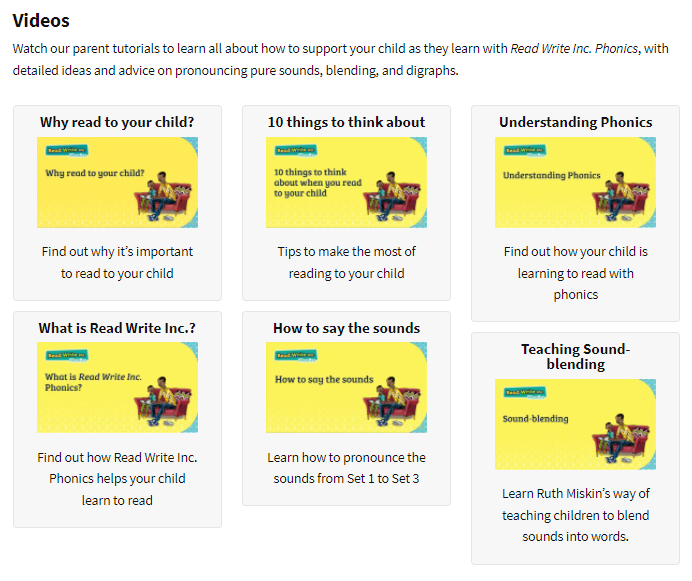 Videos
Watch our parent tutorials to learn all about how to support your child as they learn with Read Write Inc. Phonics, with
detailed ideas and advice on pronouncing pure sounds, blending, and digraphs.
Why read to your child?
Read Write Inc.
Why read to your child?
Find out why it's important
to read to your child
10 things to think about
Read Write Inc.
10 things to think
about when you read
to your child
Tips to make the most of
reading to your child
Understanding Phonics
Read Write Inc.
Understanding Phonics
Find out how your child is
learning to read with
phonics
What is Read Write Inc.?
Read Write Inc.
What is Read Write Inc.
Phonics?
Find out how Read Write Inc.
Phonics helps your child
learn to read
How to say the sounds
Read Write Inc.
How to say the sounds
Learn how to pronounce the
sounds from Set 1 to Set 3
Teaching Sound-
blending
Read Write Inc.
Sound-blending
Learn Ruth Miskin's way of
teaching children to blend
sounds into words.